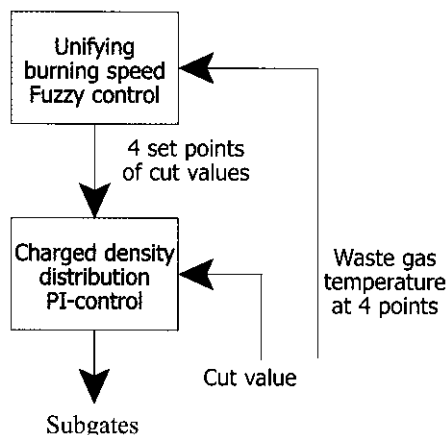 Unifying
burning speed
Fuzzy control
4 set points
of cut values
Charged density
distribution
PI-control
Waste gas
temperature
at 4 points
Cut value
Subgates